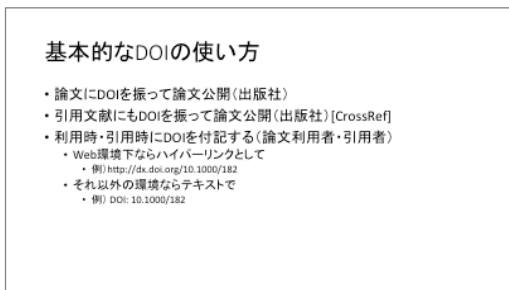 基本的なDOIの使い方
• 論文にDOIを振って論文公開(出版社)
• 引用文献にもDOIを振って論文公開(出版社)[CrossRef]
• 利用時・引用時にDOIを付記する(論文利用者・引用者)
• Web環境下ならハイパーリンクとして
• 例)http://dx.doi.org/10.1000/182
• それ以外の環境ならテキストで
• 例) DOI: 10.1000/182